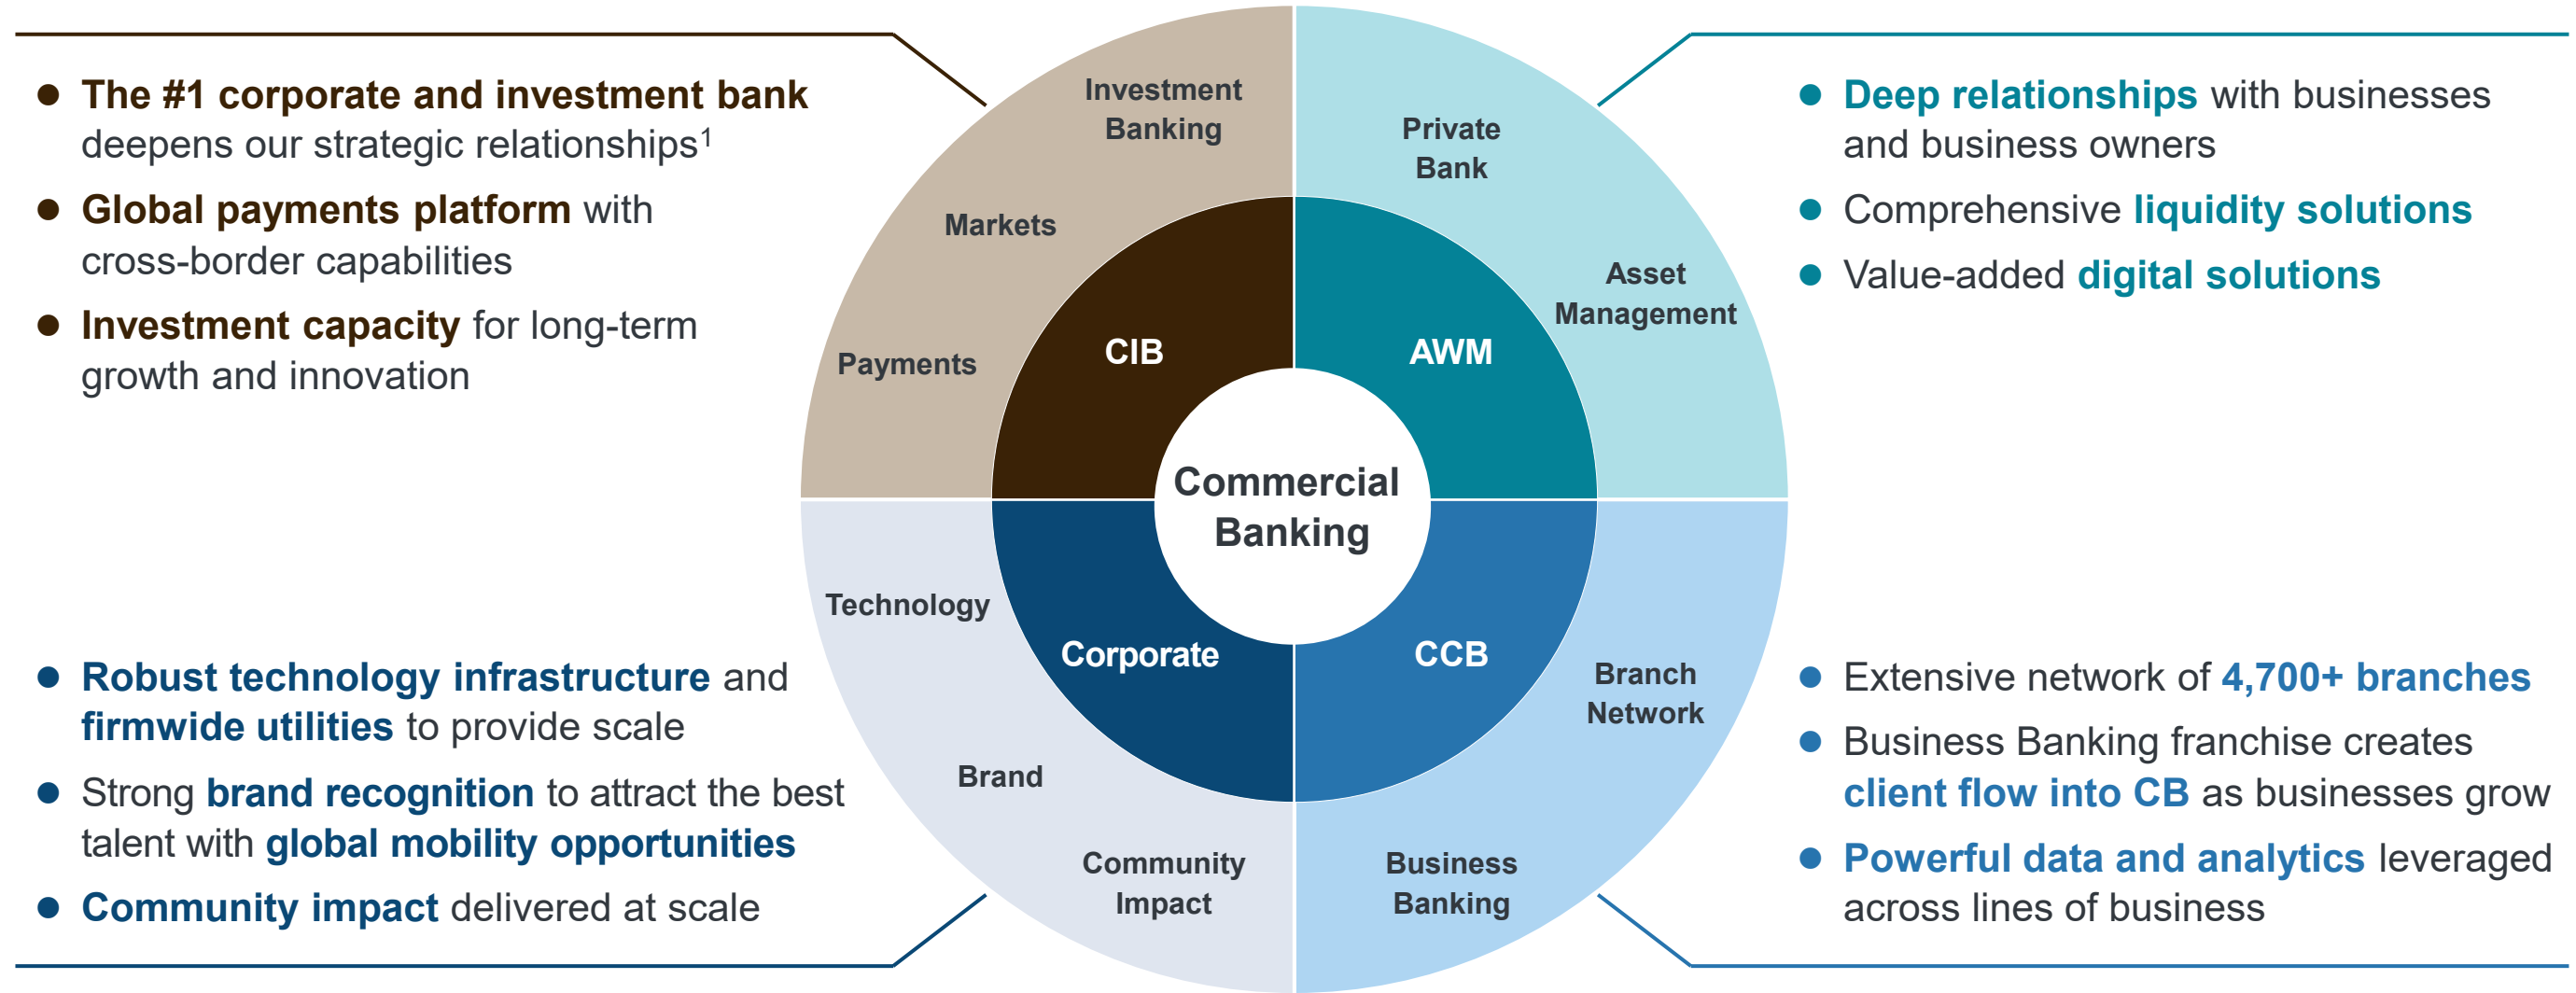 The #1 corporate and investment bank
deepens our strategic relationships¹
Global payments platform with
cross-border capabilities
Investment capacity for long-term
growth and innovation
Investment
Banking
Markets
Payments
CIB
Private
Bank
Asset
Management
AWM
Deep relationships with businesses
and business owners
Comprehensive liquidity solutions
Value-added digital solutions
Commercial
Banking
Robust technology infrastructure and
firmwide utilities to provide scale
Strong brand recognition to attract the best
talent with global mobility opportunities
Community impact delivered at scale
Technology
Corporate
Brand
Community
Impact
CCB
Branch
Network
Business
Banking
Extensive network of 4,700+ branches
Business Banking franchise creates
client flow into CB as businesses grow
Powerful data and analytics leveraged
across lines of business